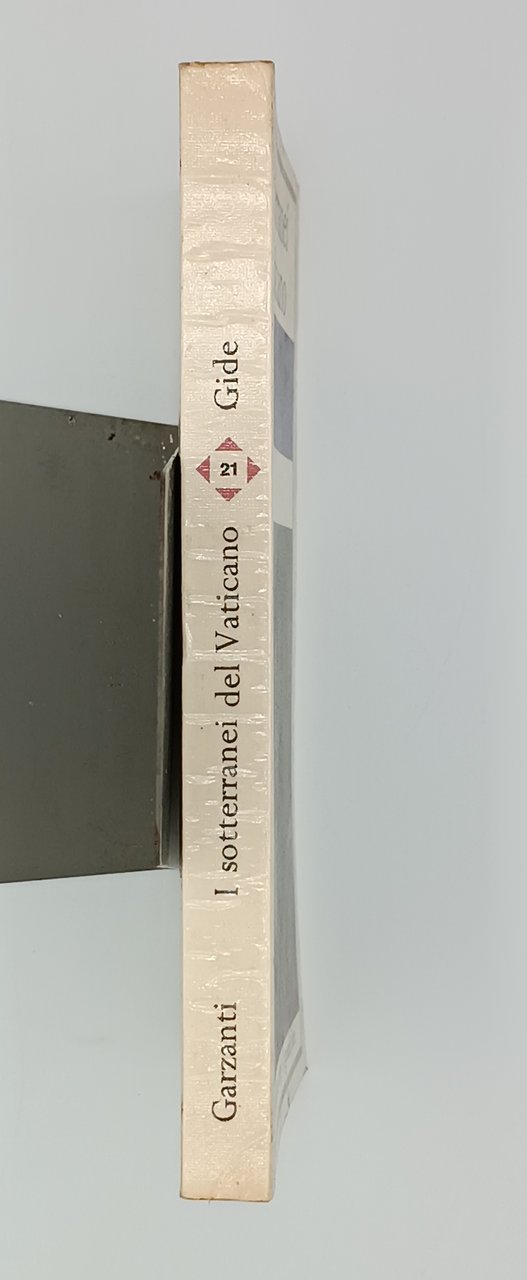 Garzanti
I sotterranei del Vaticano
21
Gide